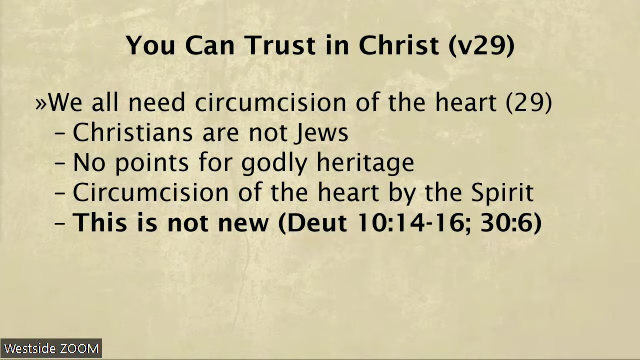 You Can Trust in Christ (v29)
»We all need circumcision of the heart (29)
– Christians are not Jews
– No points for godly heritage
– Circumcision of the heart by the Spirit
– This is not new (Deut 10:14-16; 30:6)
Westside ZOOM